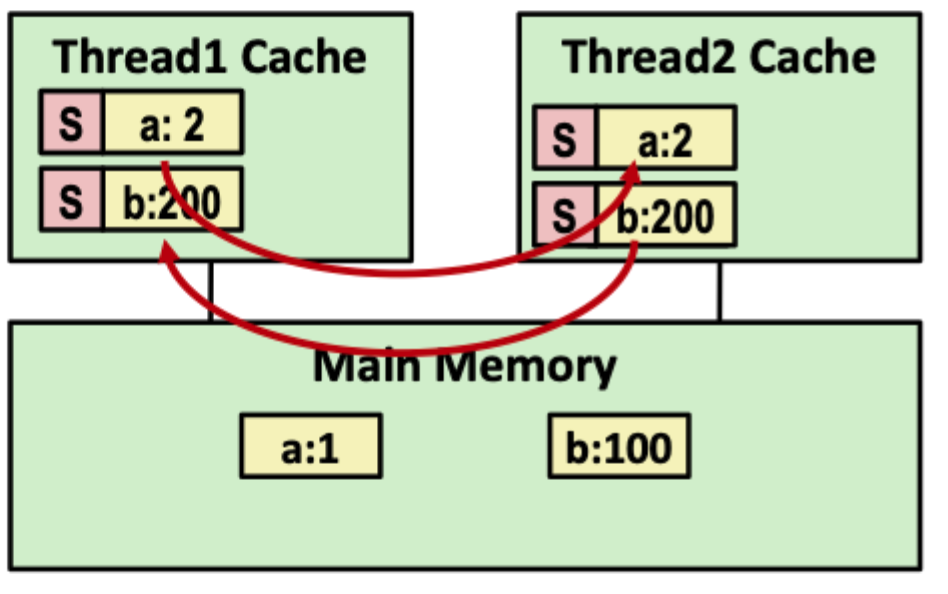 Thread1 Cache
S a: 2
S b:200
Thread2 Cache
S a:2
S b:200
Main Memory
a:1
b:100